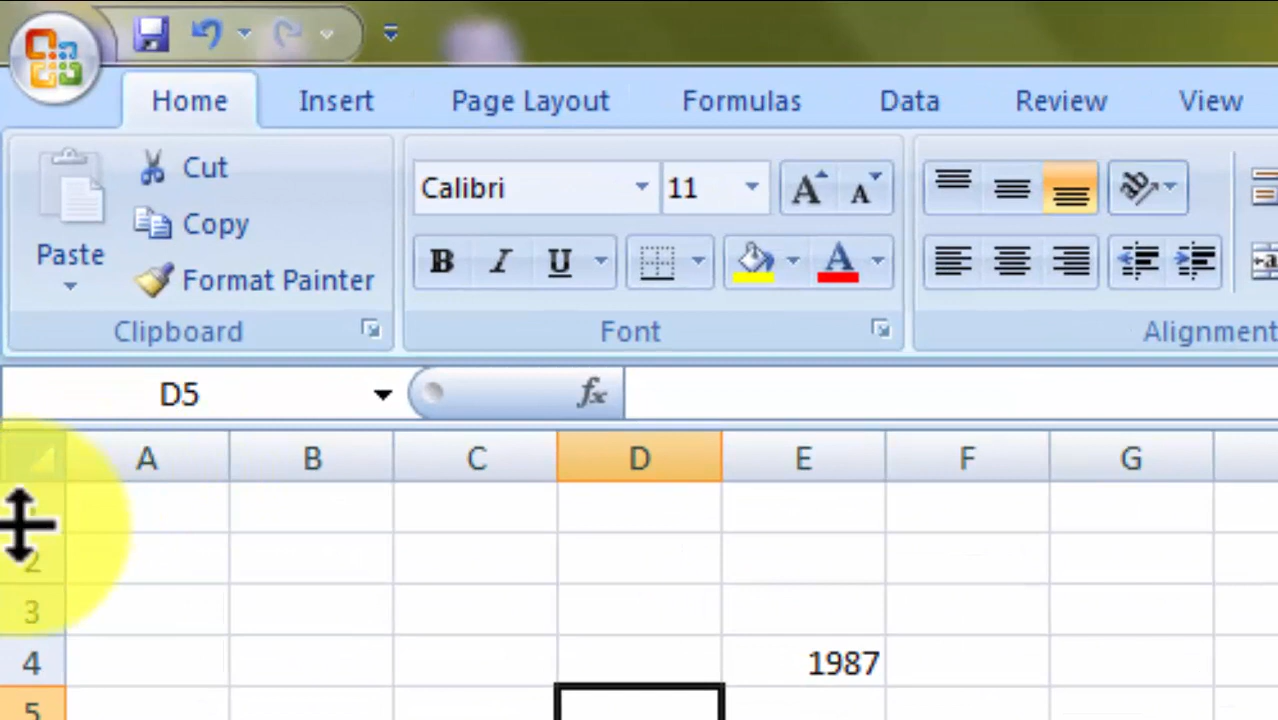 Home Insert Page Layout Formulas Data Review View
Cut
Copy
Paste
Format Painter
Calibri 11 A A
B I U A
Clipboard Font Alignment
D5 fx
A B C D E F G
2
3
4 1987
5